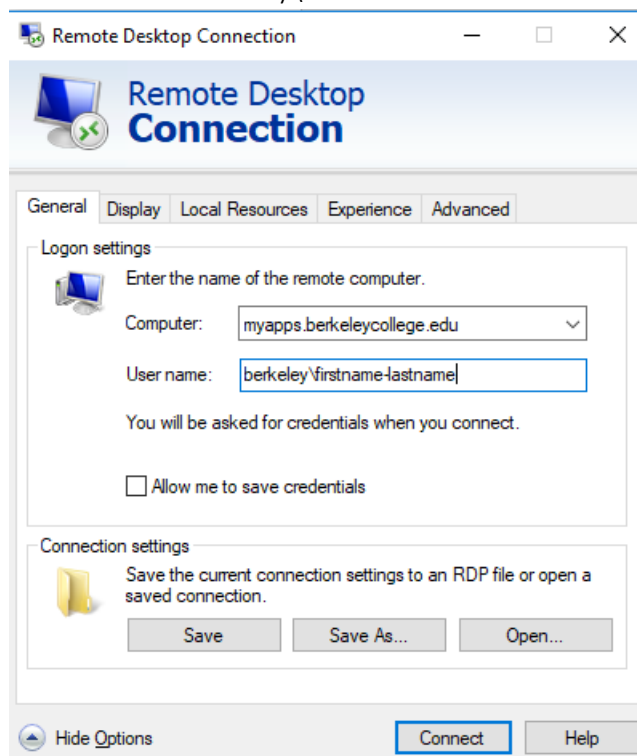 Remote Desktop Connection
Remote Desktop
Connection
General Display Local Resources Experience Advanced
Logon settings
Enter the name of the remote computer.
Computer: myapps.berkeleycollege.edu
User name: berkeley\firstname-lastname
You will be asked for credentials when you connect.
Allow me to save credentials
Connection settings
Save the current connection settings to an RDP file or open a
saved connection.
Save Save As... Open...
Hide Options Connect Help